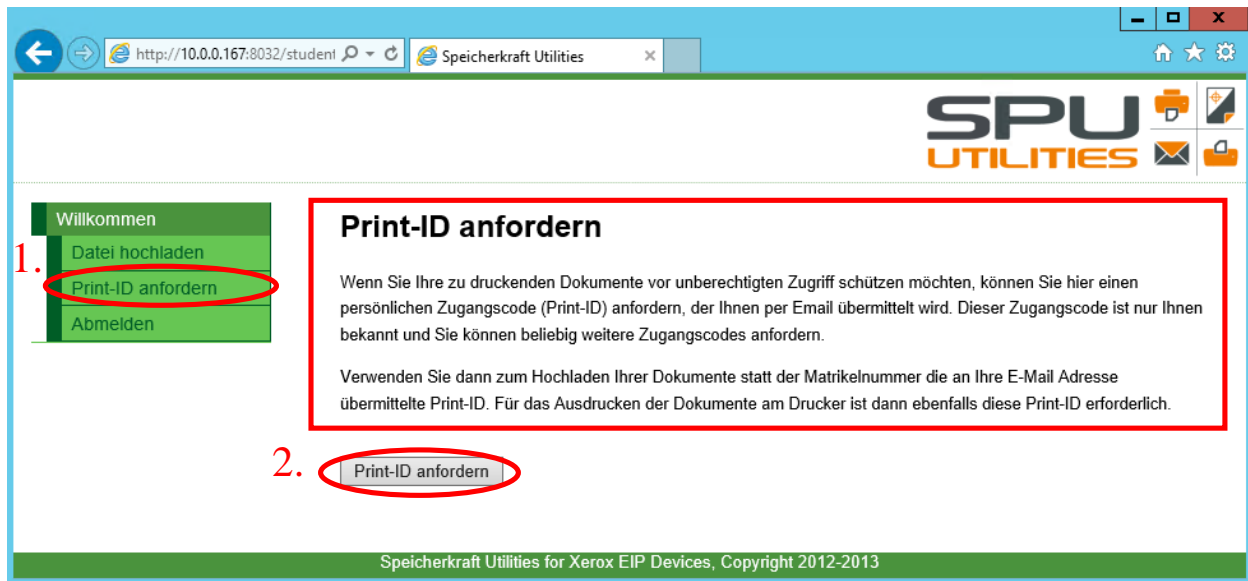 http://10.0.0.167:8032/student
Speicherkraft Utilities
SPU
UTILITIES
Willkommen
1.
Datei hochladen
Print-ID anfordern
Abmelden
Print-ID anfordern
Wenn Sie Ihre zu druckenden Dokumente vor unberechtigten Zugriff schützen möchten, können Sie hier einen
persönlichen Zugangscode (Print-ID) anfordern, der Ihnen per Email übermittelt wird. Dieser Zugangscode ist nur Ihnen
bekannt und Sie können beliebig weitere Zugangscodes anfordern.
Verwenden Sie dann zum Hochladen Ihrer Dokumente statt der Matrikelnummer die an Ihre E-Mail Adresse
übermittelte Print-ID. Für das Ausdrucken der Dokumente am Drucker ist dann ebenfalls diese Print-ID erforderlich.
2.
Print-ID anfordern
Speicherkraft Utilities for Xerox EIP Devices, Copyright 2012-2013